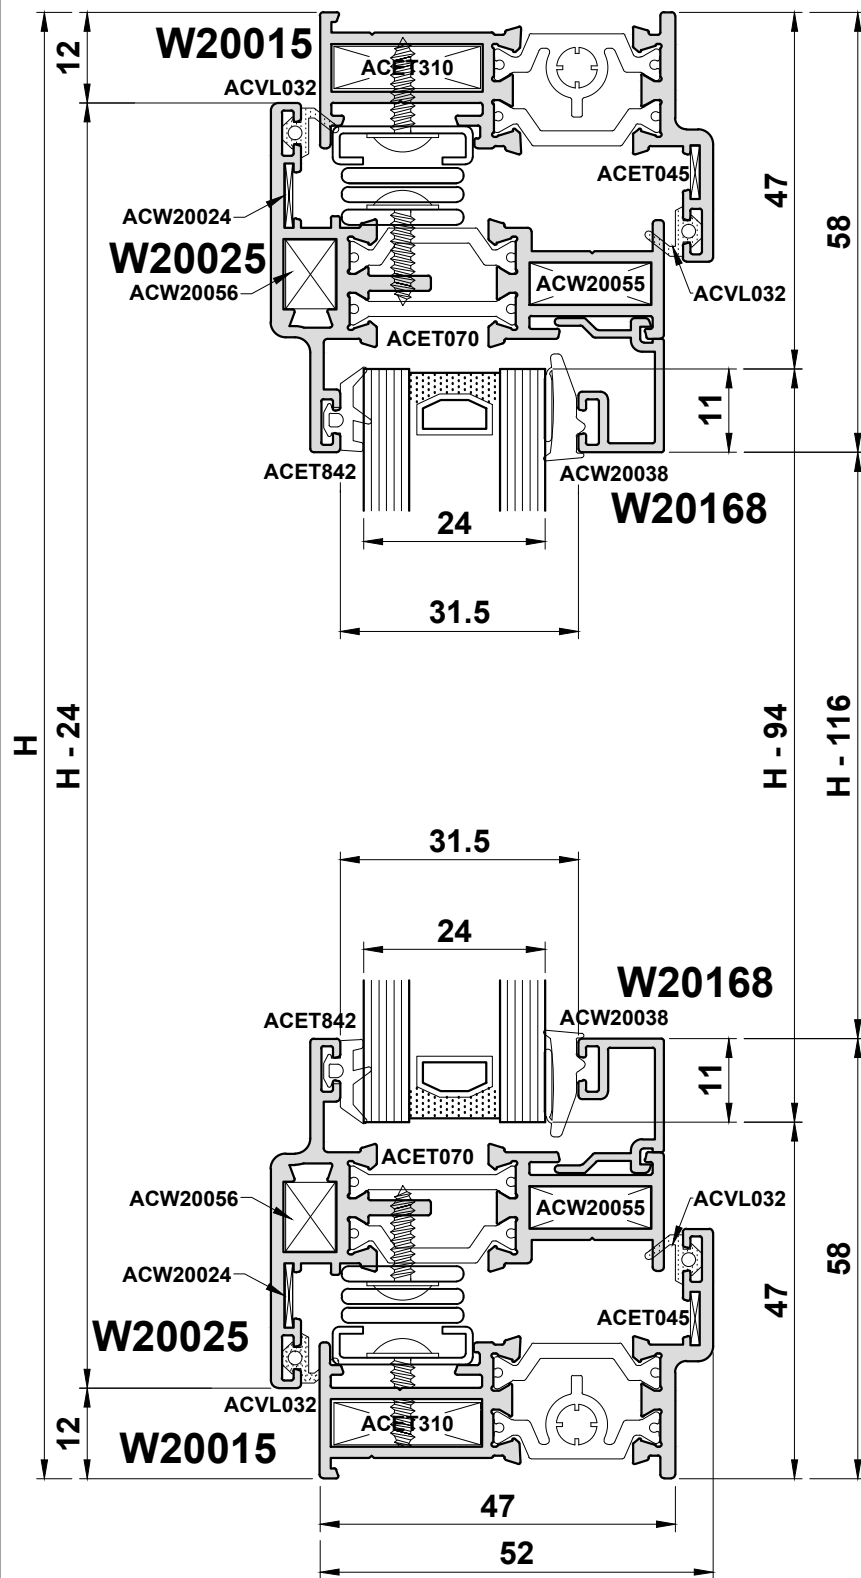 12
W20015
ACET310
ACVL032
47
58
ACET045
ACW20024
W20025
ACW20056
ACW20055
ACVL032
ACET070
11
ACET842
ACW20038
W20168
24
31.5
H
H - 24
H - 94
H - 116
31.5
24
W20168
ACET842
ACW20038
11
ACET070
ACW20056
ACW20055
ACVL032
ACW20024
58
47
W20025
ACET045
ACVL032
ACET310
12
W20015
47
52